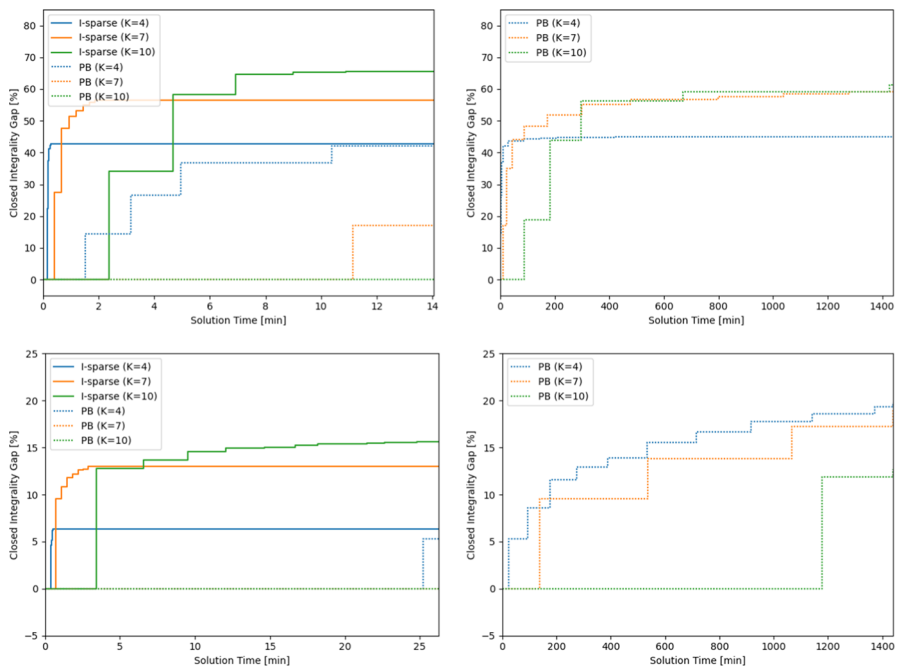 80
70
60
50
40
30
20
10
0
Closed Integrality Gap [%]
I-sparse (K=4)
I-sparse (K=7)
I-sparse (K=10)
PB (K=4)
PB (K=7)
PB (K=10)
0 2 4 6 8 10 12 14
Solution Time [min]
80
70
60
50
40
30
20
10
0
Closed Integrality Gap [%]
PB (K=4)
PB (K=7)
PB (K=10)
0 200 400 600 800 1000 1200 1400
Solution Time [min]
25
20
15
10
5
0
−5
Closed Integrality Gap [%]
I-sparse (K=4)
I-sparse (K=7)
I-sparse (K=10)
PB (K=4)
PB (K=7)
PB (K=10)
0 5 10 15 20 25
Solution Time [min]
25
20
15
10
5
0
−5
Closed Integrality Gap [%]
PB (K=4)
PB (K=7)
PB (K=10)
0 200 400 600 800 1000 1200 1400
Solution Time [min]